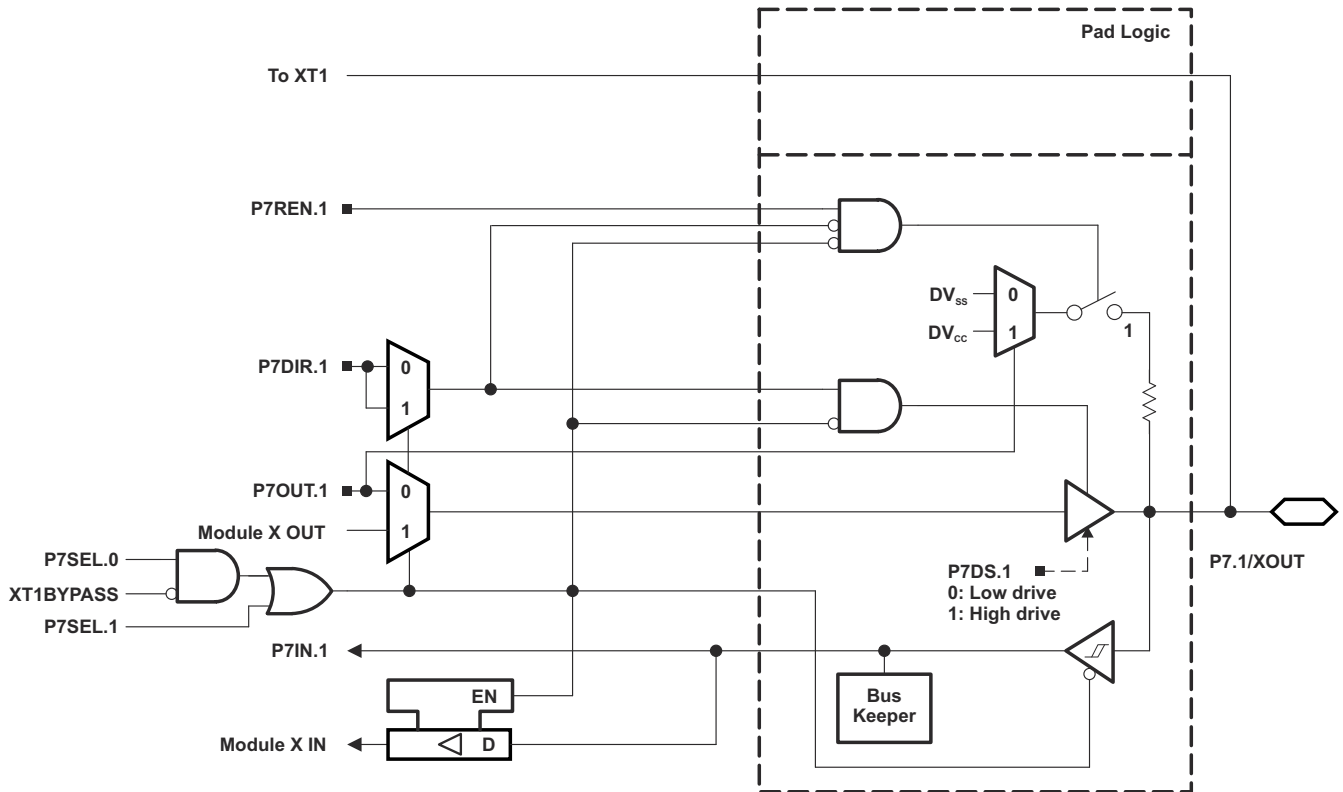 Pad Logic
To XT1
P7REN.1
DVSS
0
DVCC
1
1
P7DIR.1
0
1
P7OUT.1
0
Module X OUT
1
P7SEL.0
XT1BYPASS
P7SEL.1
P7DS.1
0: Low drive
1: High drive
P7.1/XOUT
P7IN.1
EN
Bus
Keeper
Module X IN
D